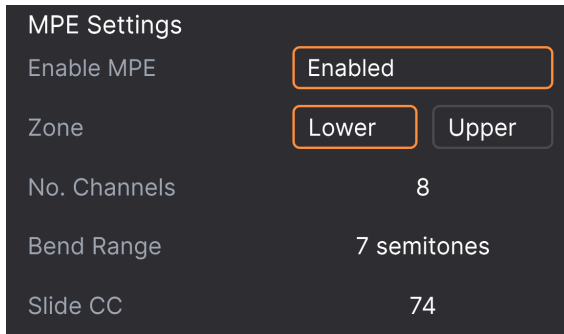 MPE Settings
Enable MPE Enabled
Zone Lower Upper
No. Channels 8
Bend Range 7 semitones
Slide CC 74